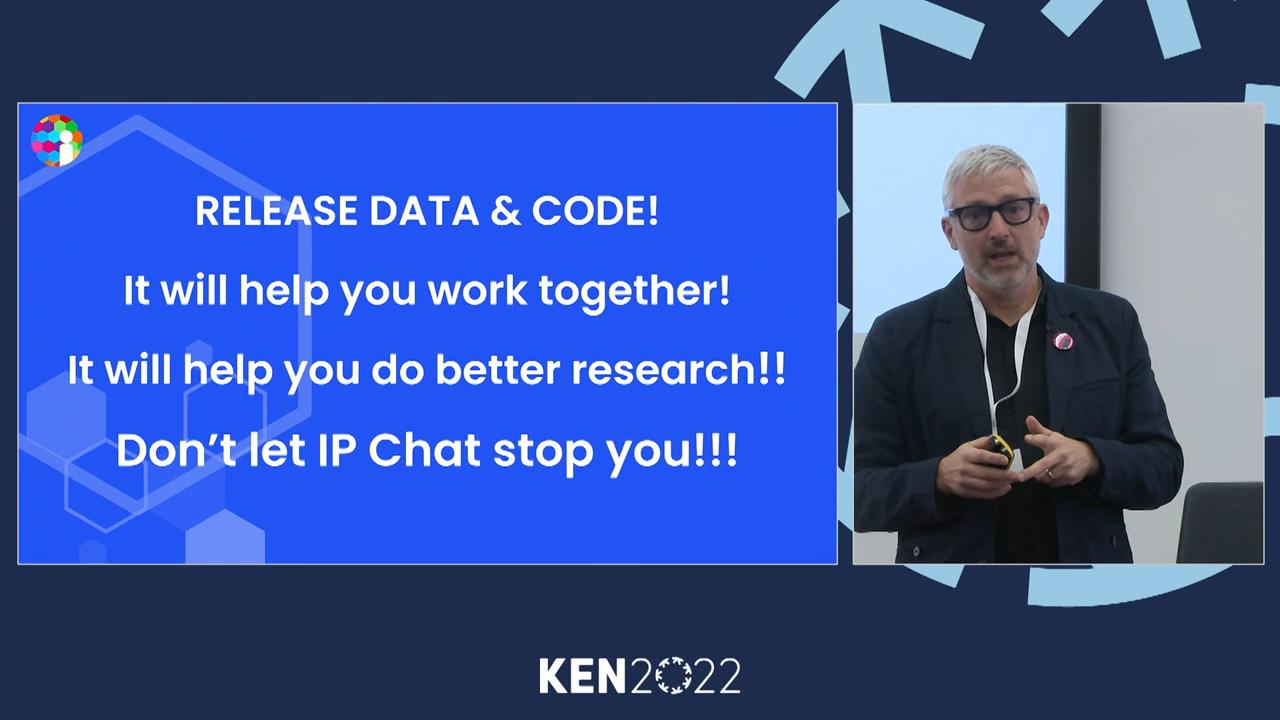 RELEASE DATA & CODE!
It will help you work together!
It will help you do better research!!
Don’t let IP Chat stop you!!!
KEN2022